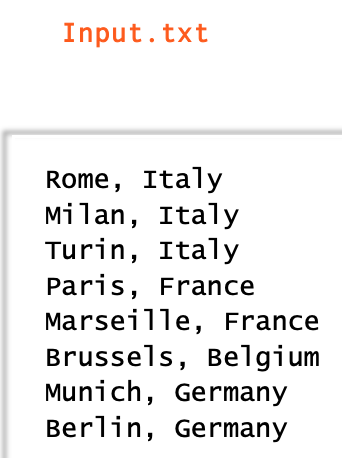 Input.txt
Rome, Italy
Milan, Italy
Turin, Italy
Paris, France
Marseille, France
Brussels, Belgium
Munich, Germany
Berlin, Germany